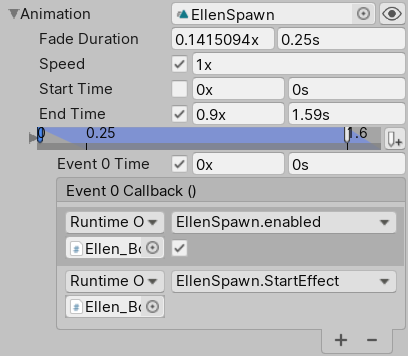 Animation EllenSpawn
Fade Duration 0.1415094x 0.25s
Speed 1x
Start Time 0x 0s
End Time 0.9x 1.59s
0 0.25 1.6
Event 0 Time 0x 0s
Event 0 Callback ()
Runtime O EllenSpawn.enabled
Ellen_Bo
Runtime O EllenSpawn.StartEffect
Ellen_Bo
+ −